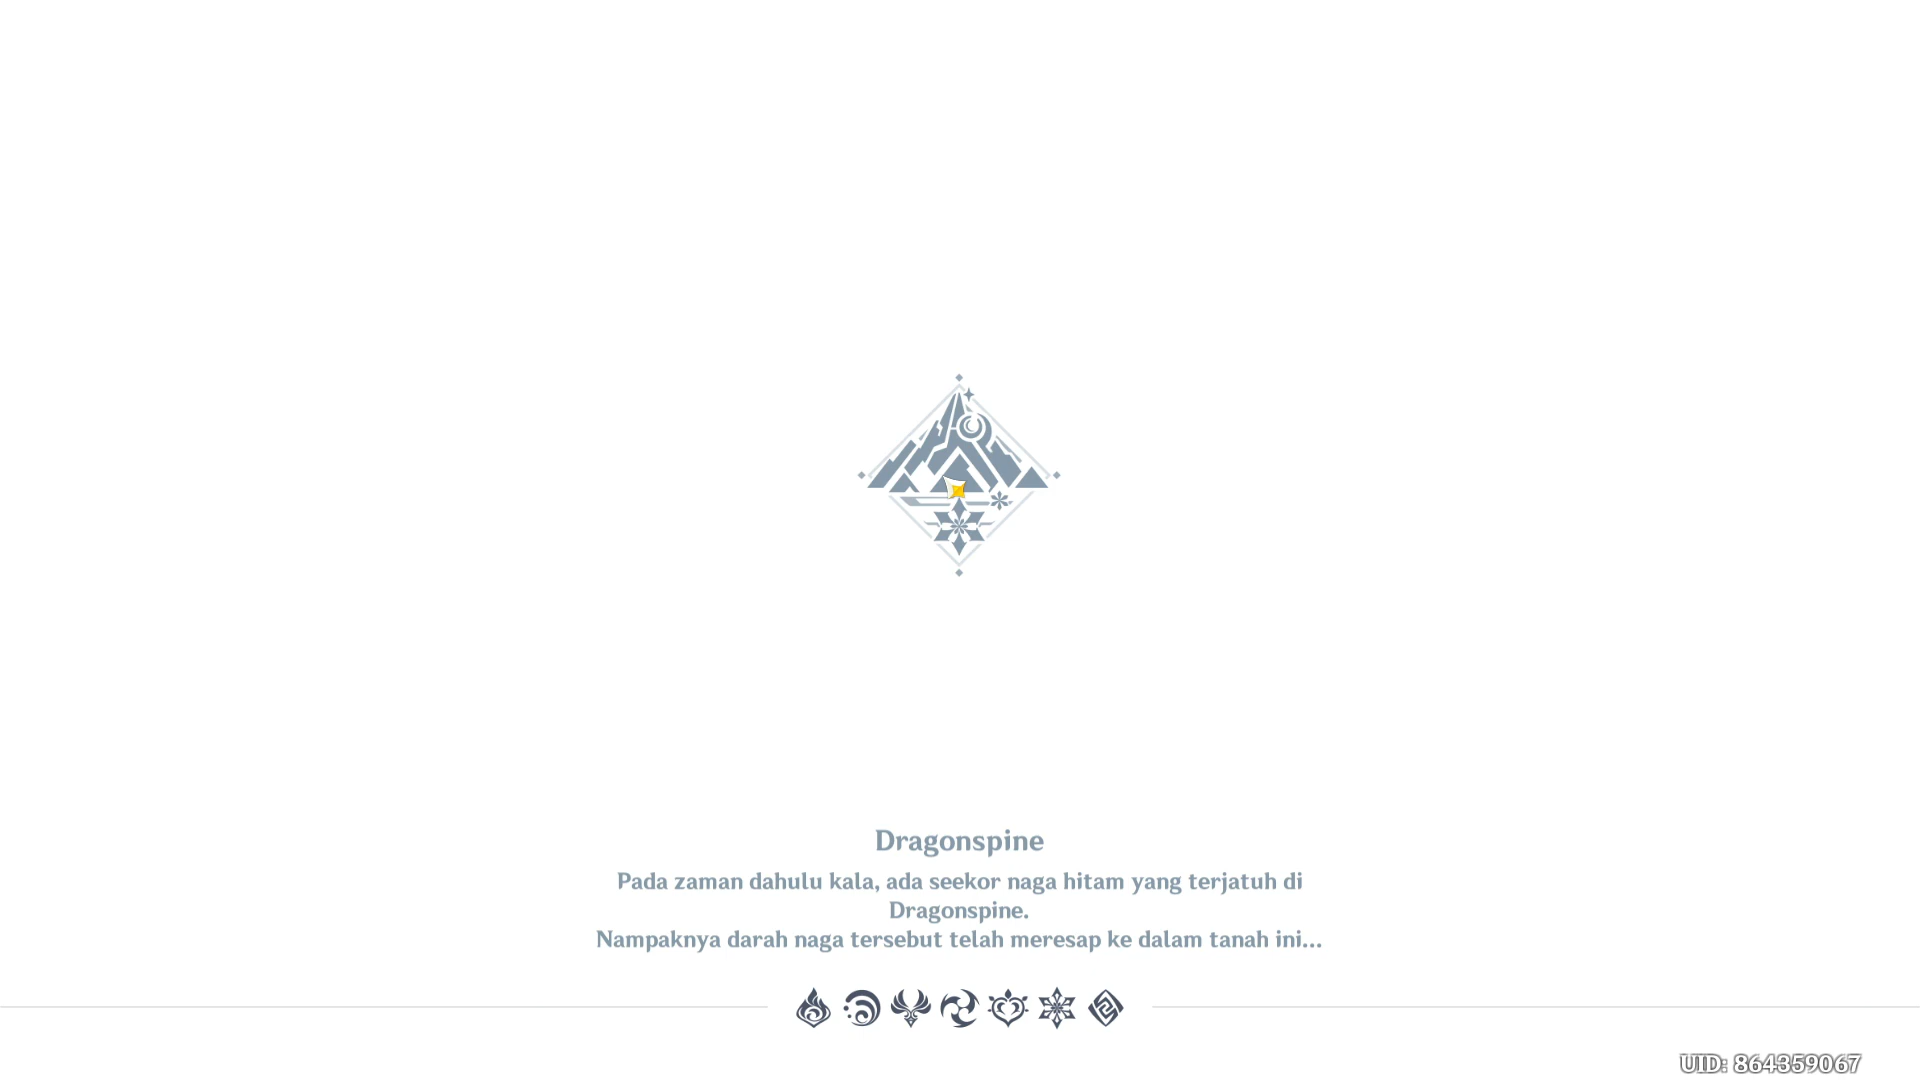 Dragonspine
Pada zaman dahulu kala, ada seekor naga hitam yang terjatuh di
Dragonspine.
Nampaknya darah naga tersebut telah meresap ke dalam tanah ini...
UID: 864359067